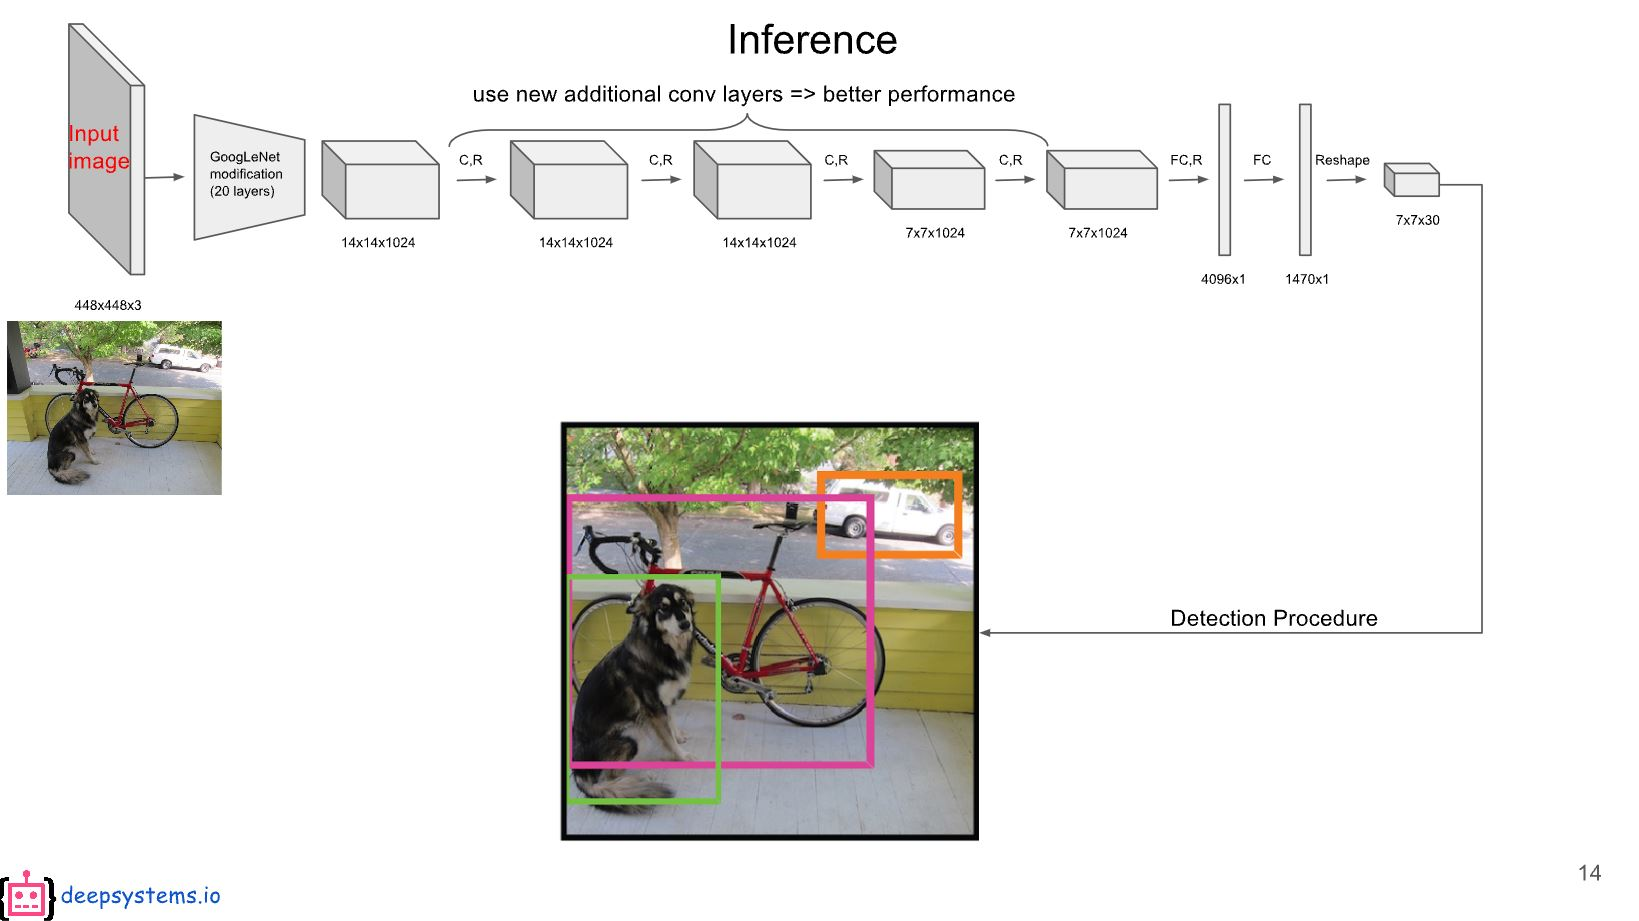 Inference
use new additional conv layers => better performance
Input
image
GoogLeNet
modification
(20 layers)
C,R
C,R
C,R
C,R
FC,R
FC
Reshape
14x14x1024
14x14x1024
14x14x1024
7x7x1024
7x7x1024
7x7x30
4096x1
1470x1
448x448x3
Detection Procedure
14
deepsystems.io